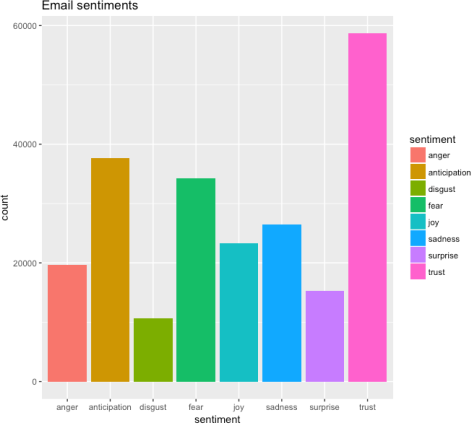 Email sentiments
60000
40000
20000
0
count
anger anticipation disgust fear joy sadness surprise trust
sentiment
sentiment
anger
anticipation
disgust
fear
joy
sadness
surprise
trust